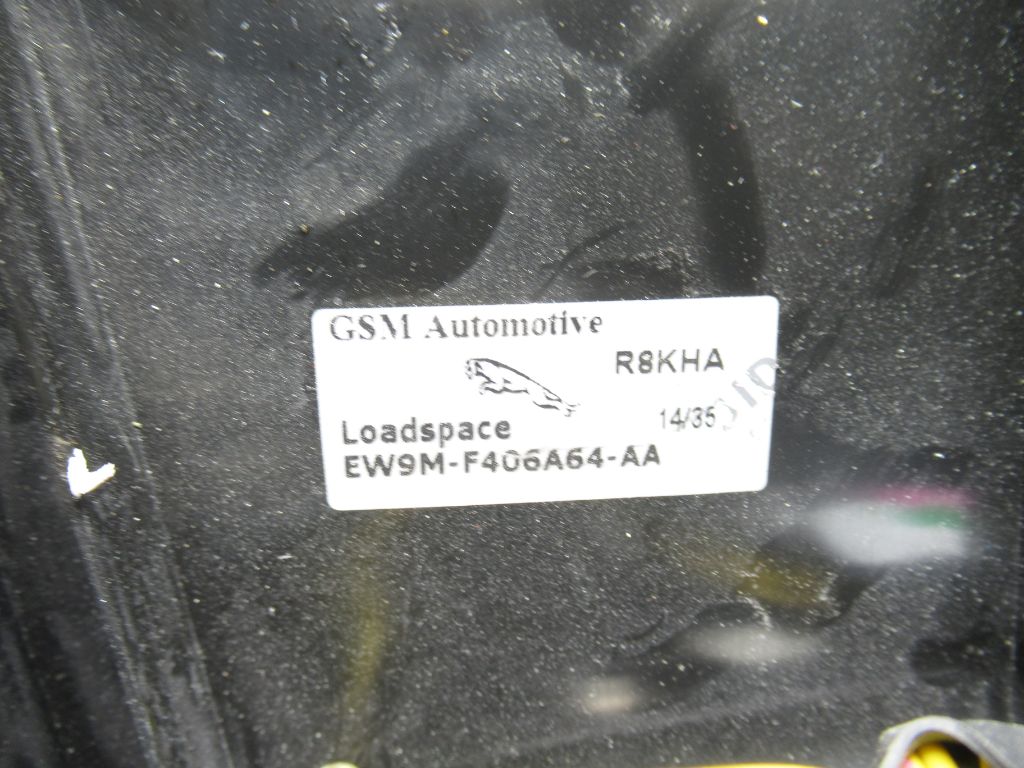 GSM Automotive
R8KHA
14/35
Loadspace
EW9M-F406A64-AA